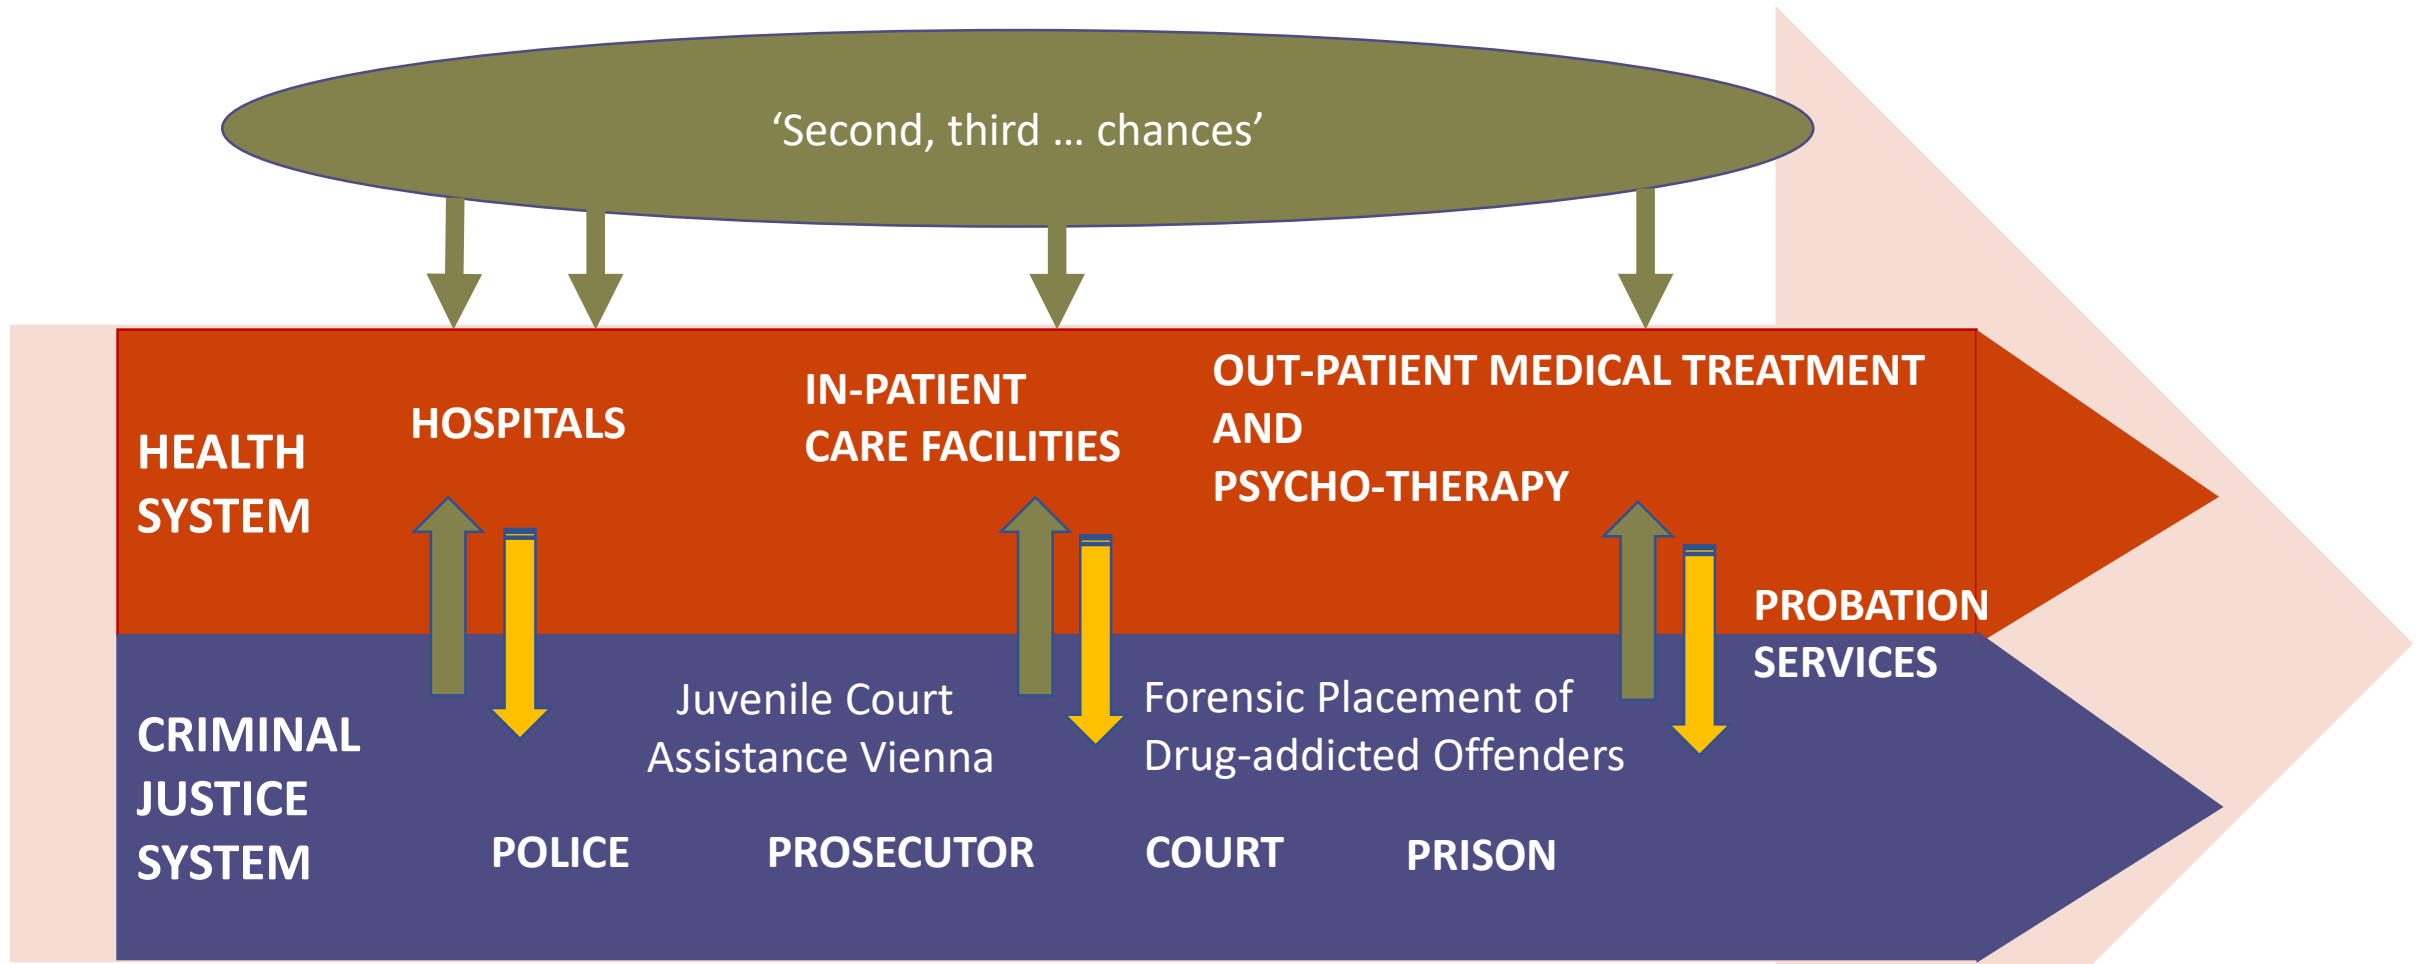 ‘Second, third ... chances’
HEALTH
SYSTEM
HOSPITALS
IN-PATIENT
CARE FACILITIES
OUT-PATIENT MEDICAL TREATMENT
AND
PSYCHO-THERAPY
PROBATION
SERVICES
CRIMINAL
JUSTICE
SYSTEM
Juvenile Court
Assistance Vienna
Forensic Placement of
Drug-addicted Offenders
POLICE
PROSECUTOR
COURT
PRISON